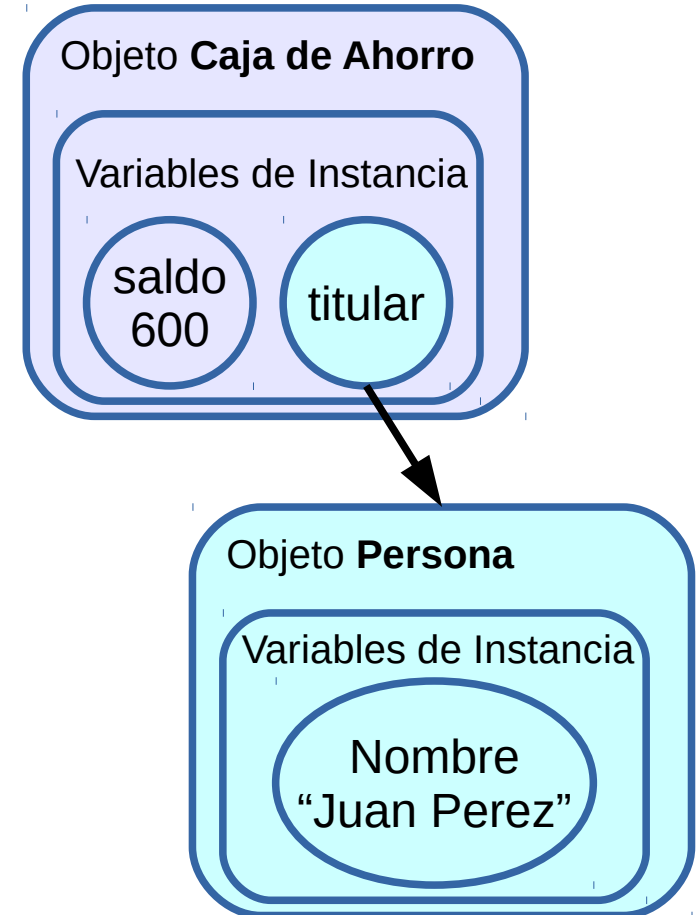 Objeto Caja de Ahorro
Variables de Instancia
saldo
600
titular
Objeto Persona
Variables de Instancia
Nombre
“Juan Perez”